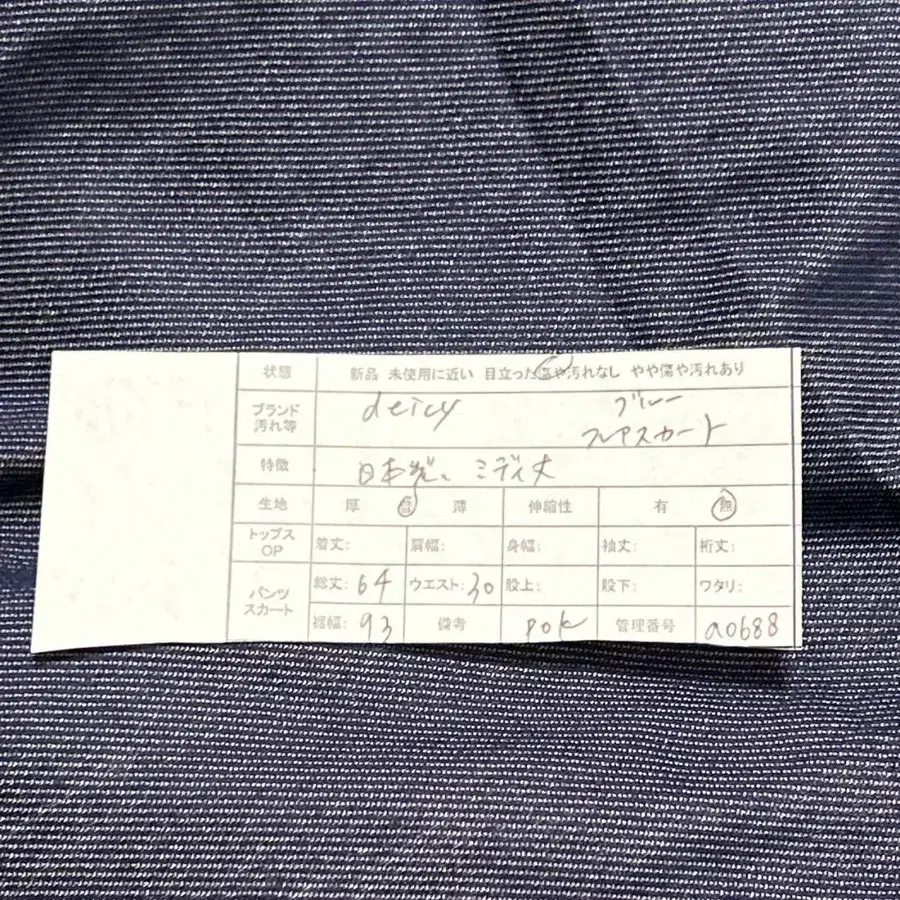 状態 新品 未使用に近い 目立った傷や汚れなし やや傷や汚れあり
ブランド 汚れ等 deicy ブルー
フレアスカート
特徴 日本製、ミディ丈
生地 厚 普 薄 伸縮性 有 無
トップス OP 着丈: 肩幅: 身幅: 袖丈: 裄丈:
パンツ スカート 総丈: 64 ウエスト: 30 股上: 股下: ワタリ:
裾幅: 93 備考 pok 管理番号 a0688